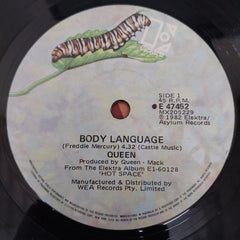 SIDE 1
45 R.P.M.
E 47452
MX205229
℗ 1982 Elektra/
Asylum Records
BODY LANGUAGE
(Freddie Mercury) 4.32 (Castle Music)
QUEEN
Produced by Queen - Mack
From The Elektra Album E1-60128
'HOT SPACE'
Manufactured & Distributed by
WEA Records Pty. Limited